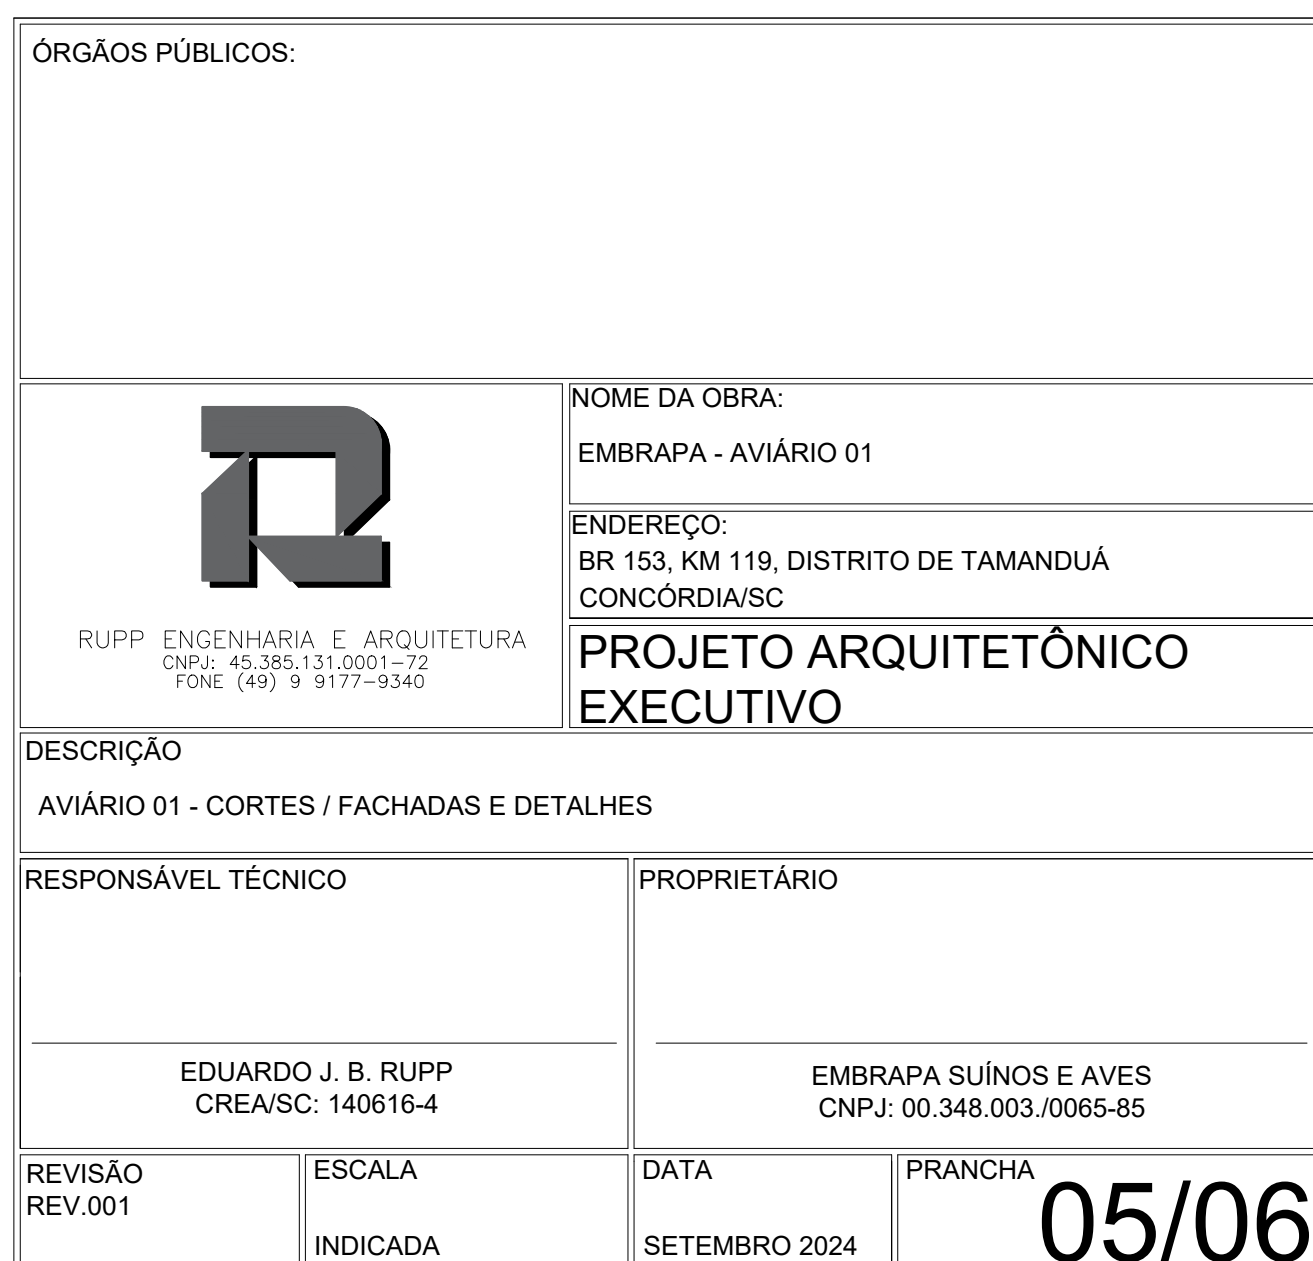 ÓRGÃOS PÚBLICOS:
RUPP ENGENHARIA E ARQUITETURA
CNPJ: 45.385.131.0001-72
FONE (49) 9 9177-9340
NOME DA OBRA:
EMBRAPA - AVIÁRIO 01
ENDEREÇO:
BR 153, KM 119, DISTRITO DE TAMANDUÁ
CONCÓRDIA/SC
PROJETO ARQUITETÔNICO
EXECUTIVO
DESCRIÇÃO
AVIÁRIO 01 - CORTES / FACHADAS E DETALHES
RESPONSÁVEL TÉCNICO
EDUARDO J. B. RUPP
CREA/SC: 140616-4
PROPRIETÁRIO
EMBRAPA SUÍNOS E AVES
CNPJ: 00.348.003./0065-85
REVISÃO
REV.001
ESCALA
INDICADA
DATA
SETEMBRO 2024
PRANCHA
05/06